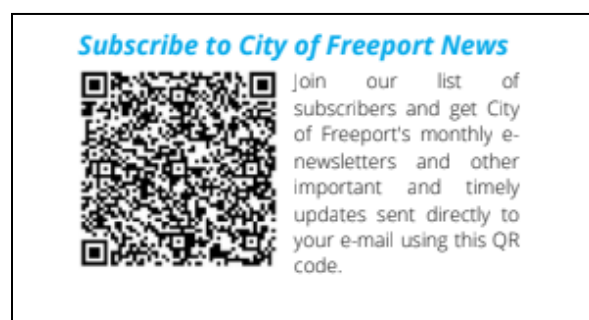 Subscribe to City of Freeport News
Join our list of
subscribers and get City
of Freeport's monthly e-
newsletters and other
important and timely
updates sent directly to
your e-mail using this QR
code.